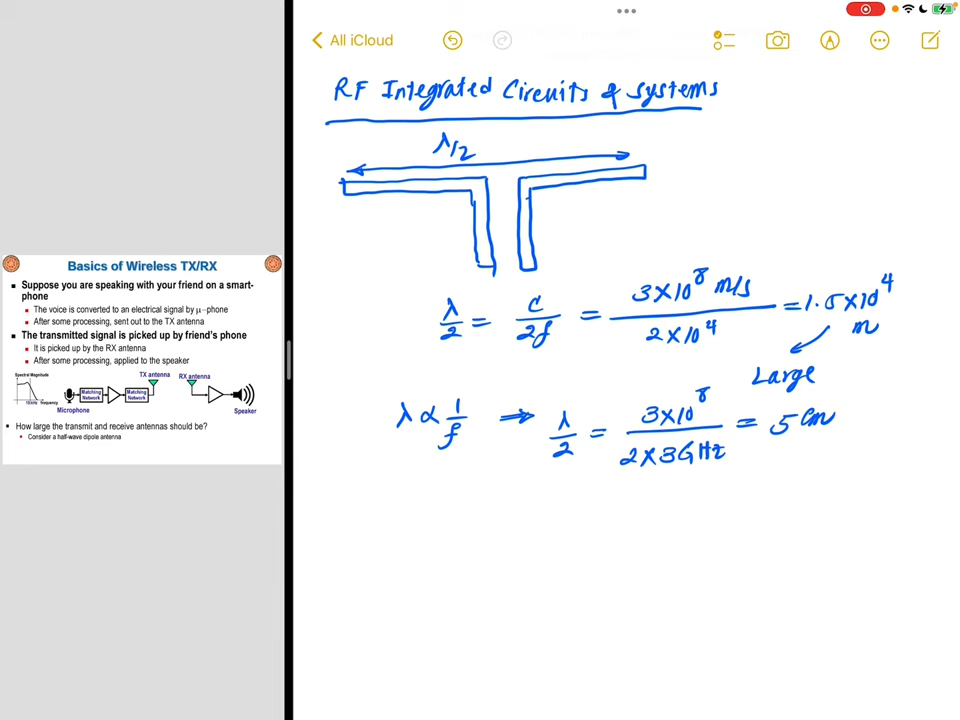 All iCloud
RF Integrated Circuits & Systems
λ/2
λ/2 = c/2f = 3×10^8 m/s / 2×10^4 = 1.5×10^4 m
Large
λ ∝ 1/f ⇒ λ/2 = 3×10^8 / 2×3GHz = 5 cm
Basics of Wireless TX/RX
Suppose you are speaking with your friend on a smart-
phone
The voice is converted to an electrical signal by μ−phone
After some processing, sent out to the TX antenna
The transmitted signal is picked up by friend's phone
It is picked up by the RX antenna
After some processing, applied to the speaker
Spectral Magnitude
TX antenna RX antenna
Matching Network
Matching Network
frequency
Microphone
Speaker
How large the transmit and receive antennas should be?
Consider a half-wave dipole antenna